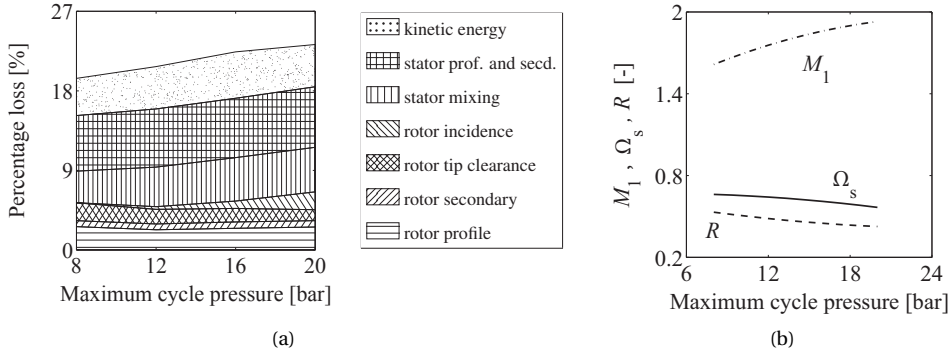 27
18
9
0
Percentage loss [%]
8 12 16 20
Maximum cycle pressure [bar]
(a)
kinetic energy
stator prof. and secd.
stator mixing
rotor incidence
rotor tip clearance
rotor secondary
rotor profile
2
1.4
0.8
0.2
M₁ , Ωₛ , R [-]
M₁
Ωₛ
R
6 12 18 24
Maximum cycle pressure [bar]
(b)